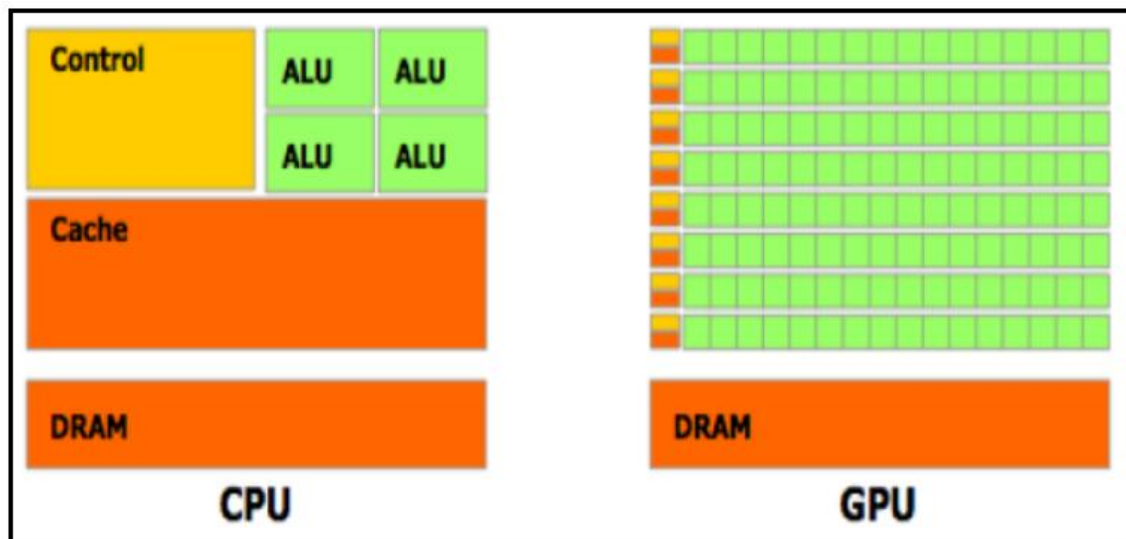 Control
ALU ALU
ALU ALU
Cache
DRAM
CPU
DRAM
GPU